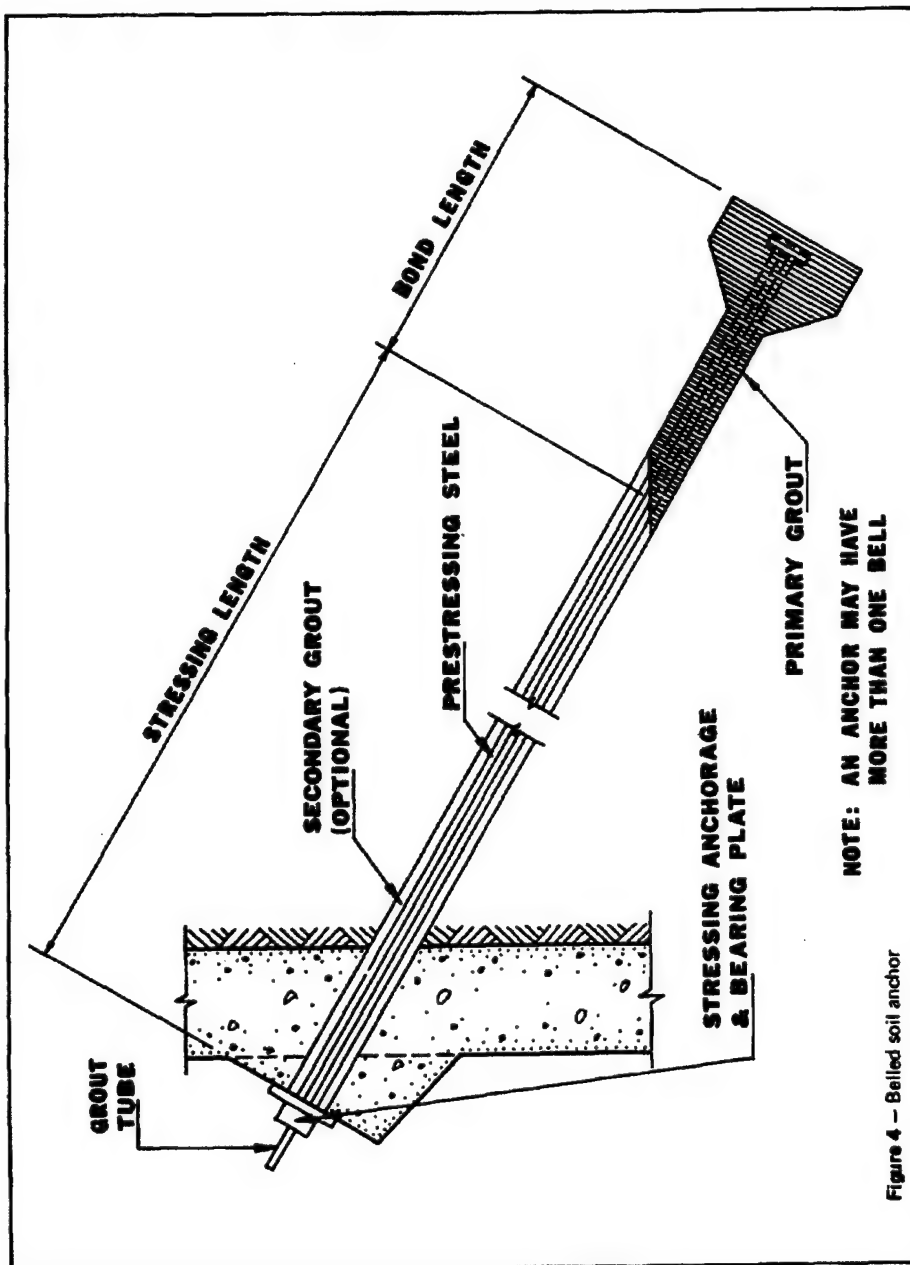 STRESSING LENGTH
BOND LENGTH
GROUT
TUBE
SECONDARY GROUT
(OPTIONAL)
PRESTRESSING STEEL
STRESSING ANCHORAGE
& BEARING PLATE
PRIMARY GROUT
NOTE: AN ANCHOR MAY HAVE
MORE THAN ONE BELL
Figure 4 – Belled soil anchor